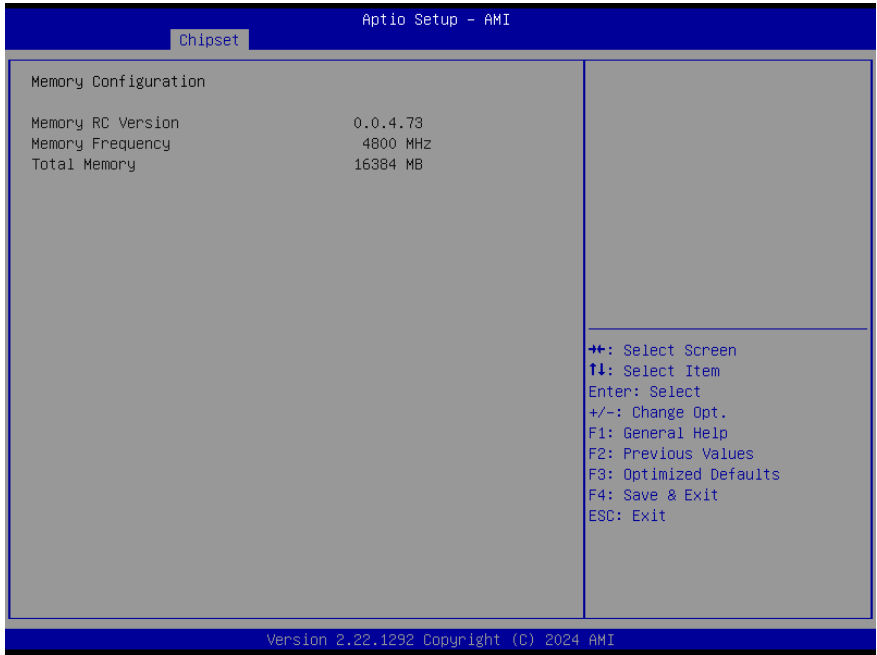 Aptio Setup – AMI
Chipset
Memory Configuration
Memory RC Version 0.0.4.73
Memory Frequency 4800 MHz
Total Memory 16384 MB
→←: Select Screen
↑↓: Select Item
Enter: Select
+/-: Change Opt.
F1: General Help
F2: Previous Values
F3: Optimized Defaults
F4: Save & Exit
ESC: Exit
Version 2.22.1292 Copyright (C) 2024 AMI